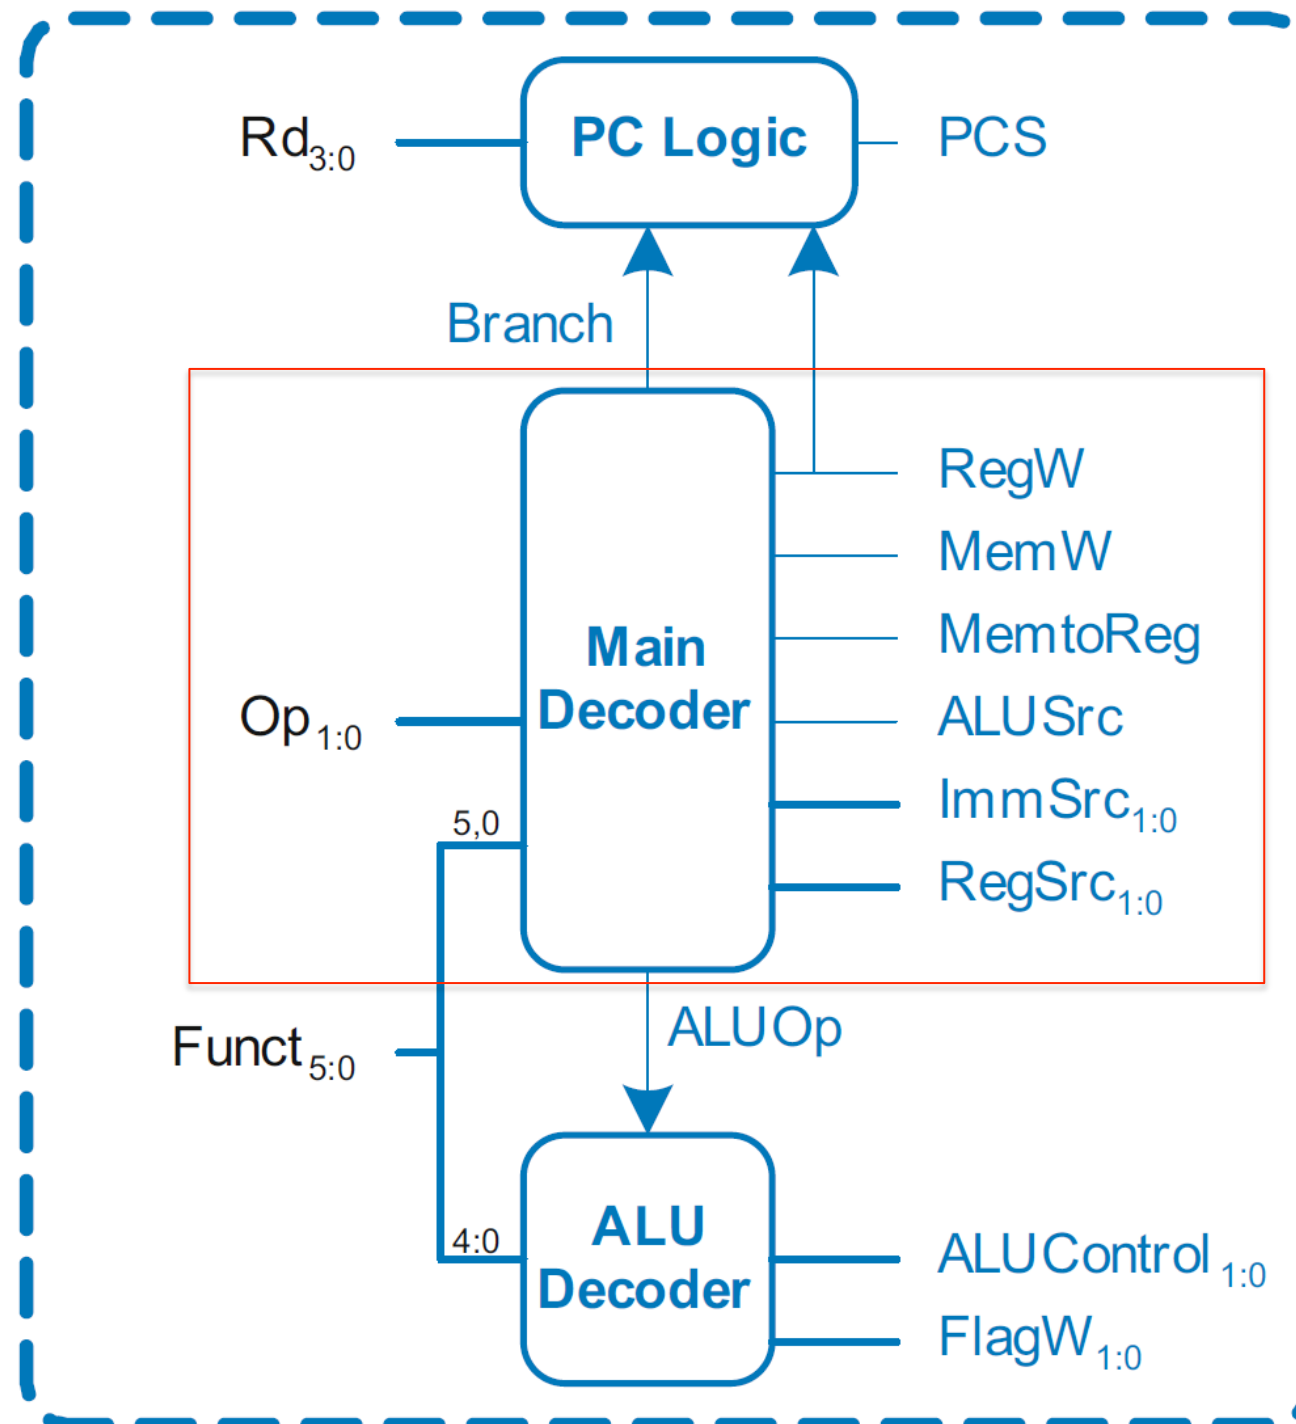 PC Logic
Rd3:0
PCS
Branch
RegW
MemW
MemtoReg
Main
Decoder
ALUSrc
Op1:0
ImmSrc1:0
5,0
RegSrc1:0
ALUOp
Funct5:0
ALU
Decoder
4:0
ALUControl1:0
FlagW1:0